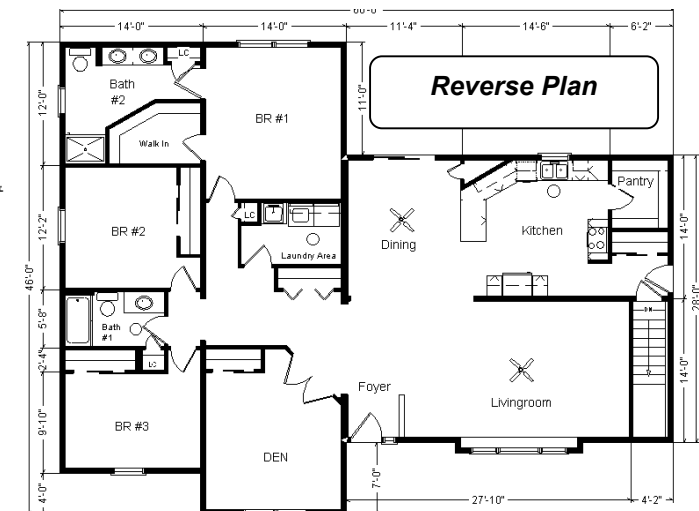 60'-0"
14'-0"
14'-0"
11'-4"
14'-6"
6'-2"
Reverse Plan
11'-0"
12'-0"
12'-2"
46'-0"
5'-8"
2'-4"
9'-10"
4'-0"
LC
Bath
#2
Walk In
BR #1
BR #2
LC
Laundry Area
Dining
Kitchen
Pantry
14'-0"
28'-0"
14'-0"
DN
Bath
#1
LC
BR #3
DEN
Foyer
Livingroom
7'-0"
27'-10"
4'-2"